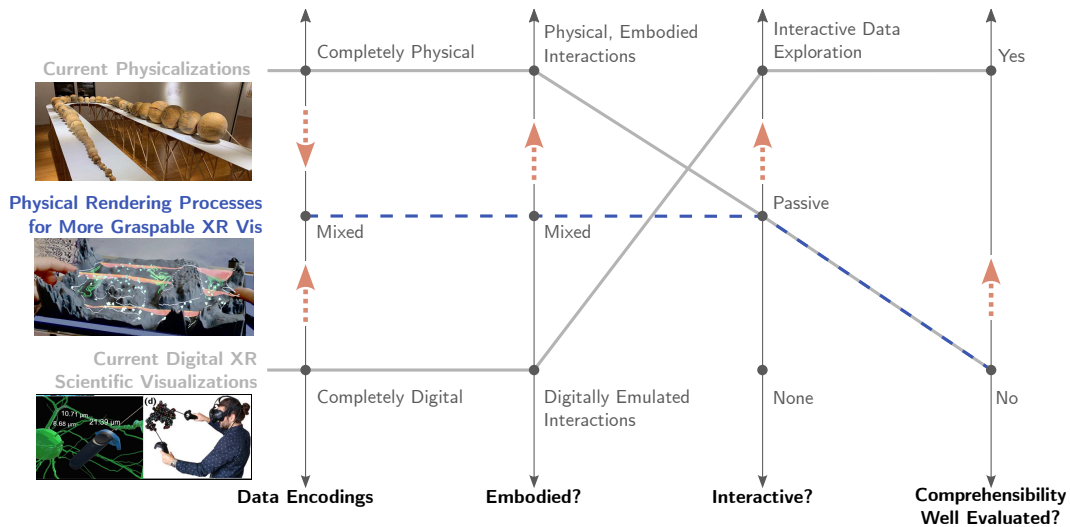 Completely Physical
Physical, Embodied
Interactions
Interactive Data
Exploration
Yes
Current Physicalizations
Physical Rendering Processes
for More Graspable XR Vis
Mixed
Mixed
Passive
Current Digital XR
Scientific Visualizations
Completely Digital
Digitally Emulated
Interactions
None
No
10.71 µm
6.68 µm
21.39 µm
(d)
Data Encodings
Embodied?
Interactive?
Comprehensibility
Well Evaluated?